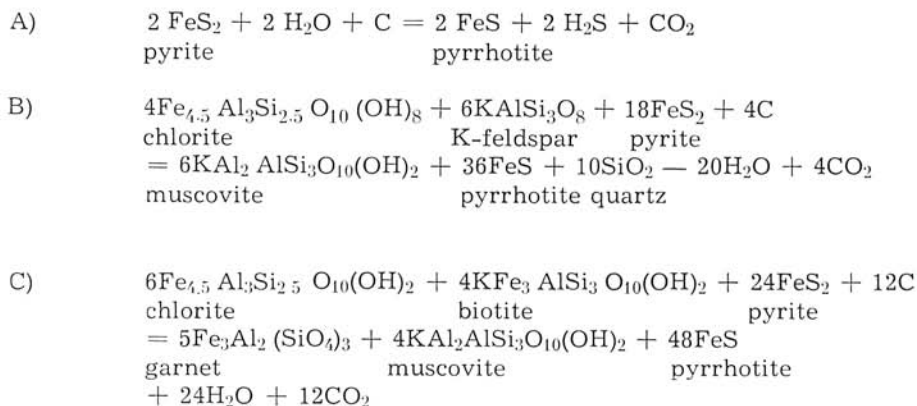 A) 2 FeS₂ + 2 H₂O + C = 2 FeS + 2 H₂S + CO₂
pyrite pyrrhotite
B) 4Fe₄.₅ Al₃Si₂.₅ O₁₀ (OH)₈ + 6KAlSi₃O₈ + 18FeS₂ + 4C
chlorite K-feldspar pyrite
= 6KAl₂ AlSi₃O₁₀(OH)₂ + 36FeS + 10SiO₂ — 20H₂O + 4CO₂
muscovite pyrrhotite quartz
C) 6Fe₄.₅ Al₃Si₂ ₅ O₁₀(OH)₂ + 4KFe₃ AlSi₃ O₁₀(OH)₂ + 24FeS₂ + 12C
chlorite biotite pyrite
= 5Fe₃Al₂ (SiO₄)₃ + 4KAl₂AlSi₃O₁₀(OH)₂ + 48FeS
garnet muscovite pyrrhotite
+ 24H₂O + 12CO₂